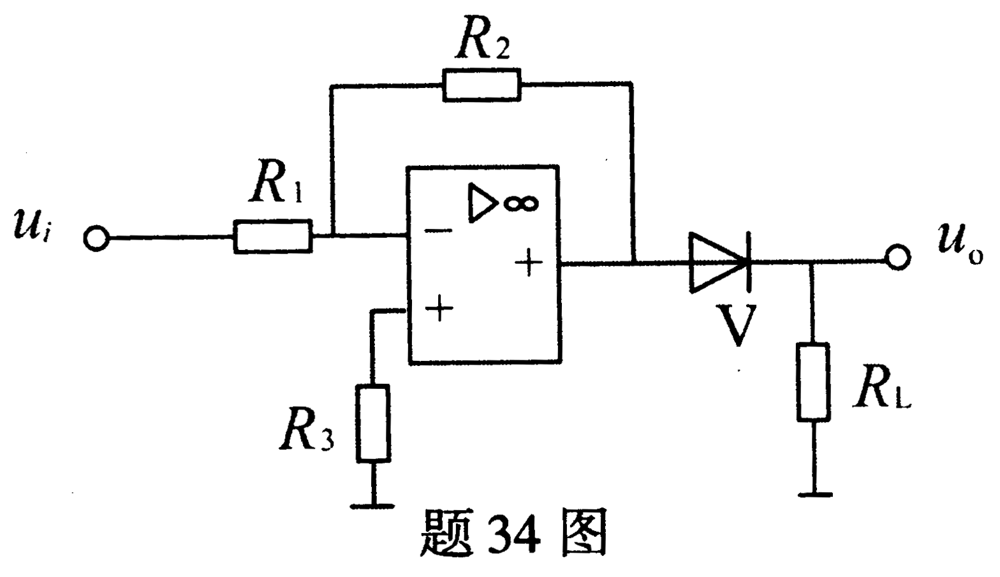 R2
R1
▷∞
ui
−
+
uo
+
V
R3
RL
题 34 图